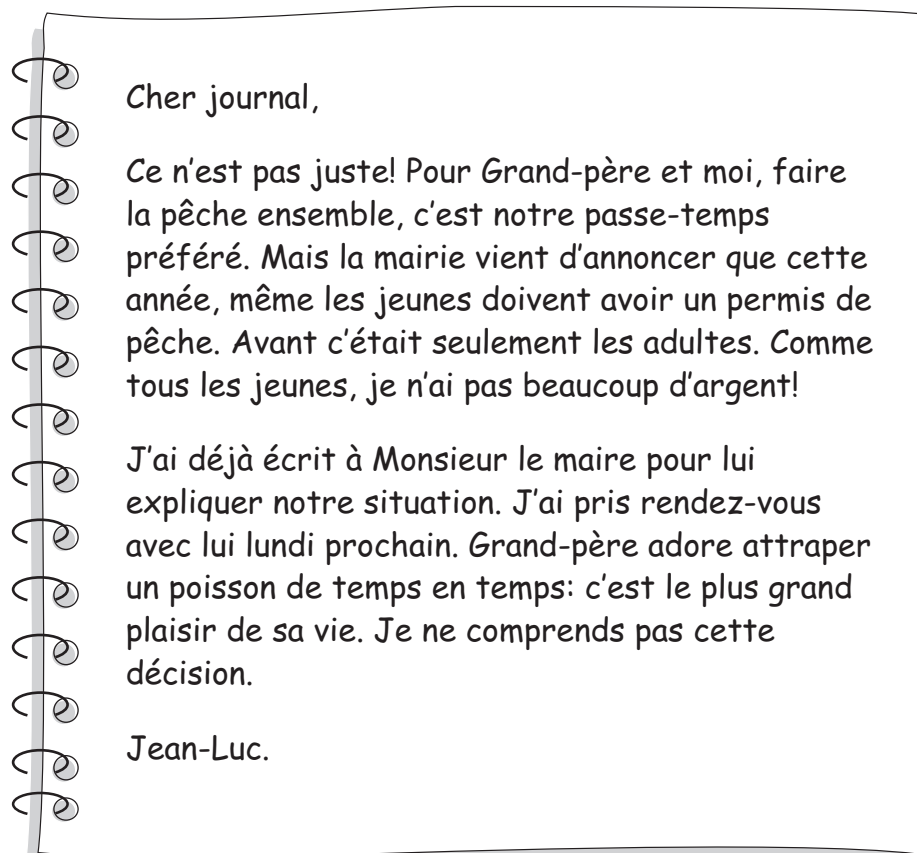 Cher journal,
Ce n'est pas juste! Pour Grand-père et moi, faire
la pêche ensemble, c'est notre passe-temps
préféré. Mais la mairie vient d'annoncer que cette
année, même les jeunes doivent avoir un permis de
pêche. Avant c'était seulement les adultes. Comme
tous les jeunes, je n'ai pas beaucoup d'argent!
J'ai déjà écrit à Monsieur le maire pour lui
expliquer notre situation. J'ai pris rendez-vous
avec lui lundi prochain. Grand-père adore attraper
un poisson de temps en temps: c'est le plus grand
plaisir de sa vie. Je ne comprends pas cette
décision.
Jean-Luc.